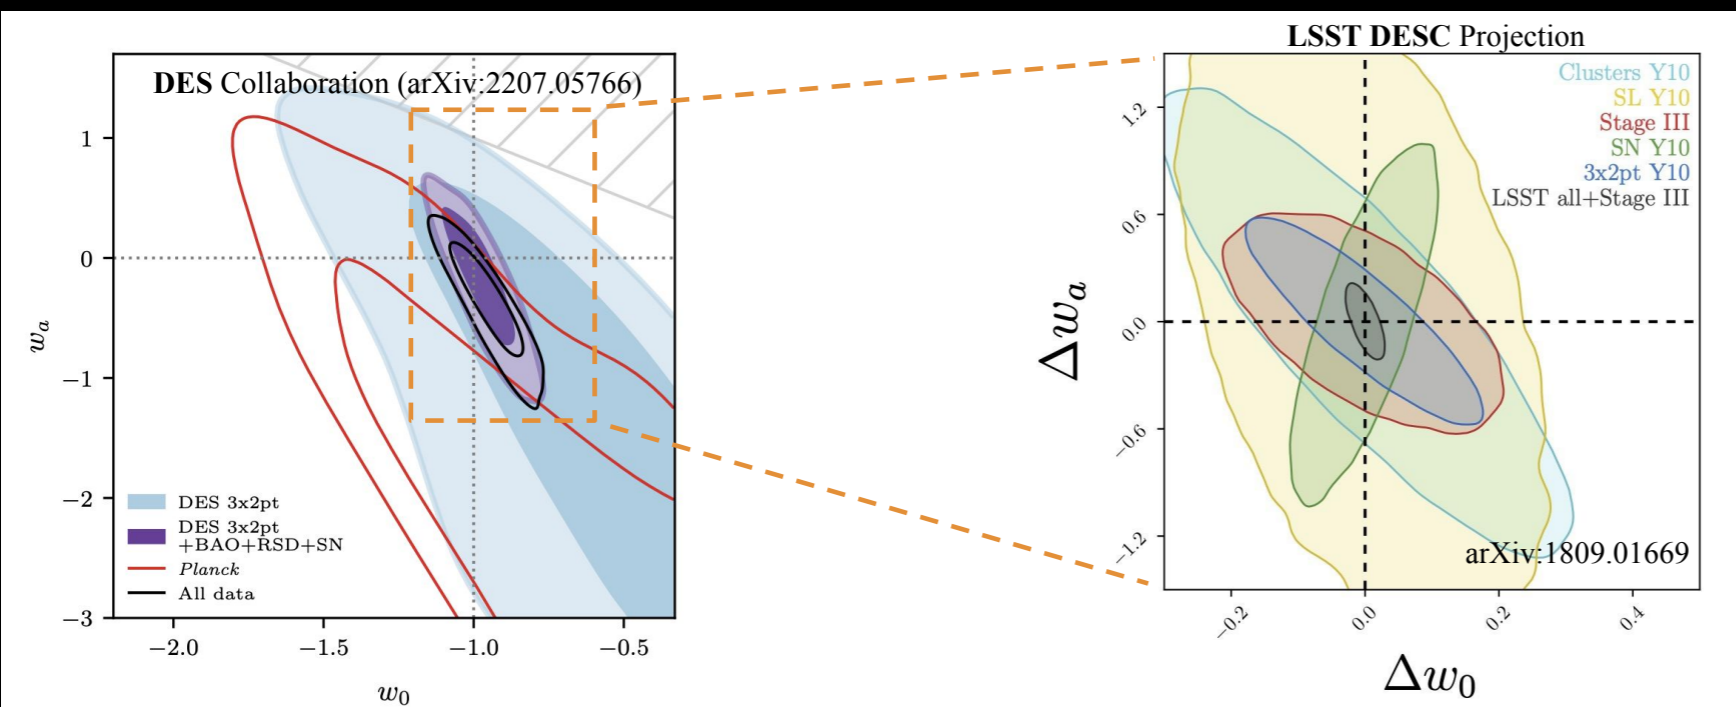 DES Collaboration (arXiv:2207.05766)
1
0
−1
−2
−3
w_a
DES 3x2pt
DES 3x2pt
+BAO+RSD+SN
Planck
All data
−2.0 −1.5 −1.0 −0.5
w_0
LSST DESC Projection
Clusters Y10
SL Y10
Stage III
SN Y10
3x2pt Y10
LSST all+Stage III
1.2
0.6
0.0
−0.6
−1.2
Δw_a
arXiv:1809.01669
−0.2 0.0 0.2 0.4
Δw_0